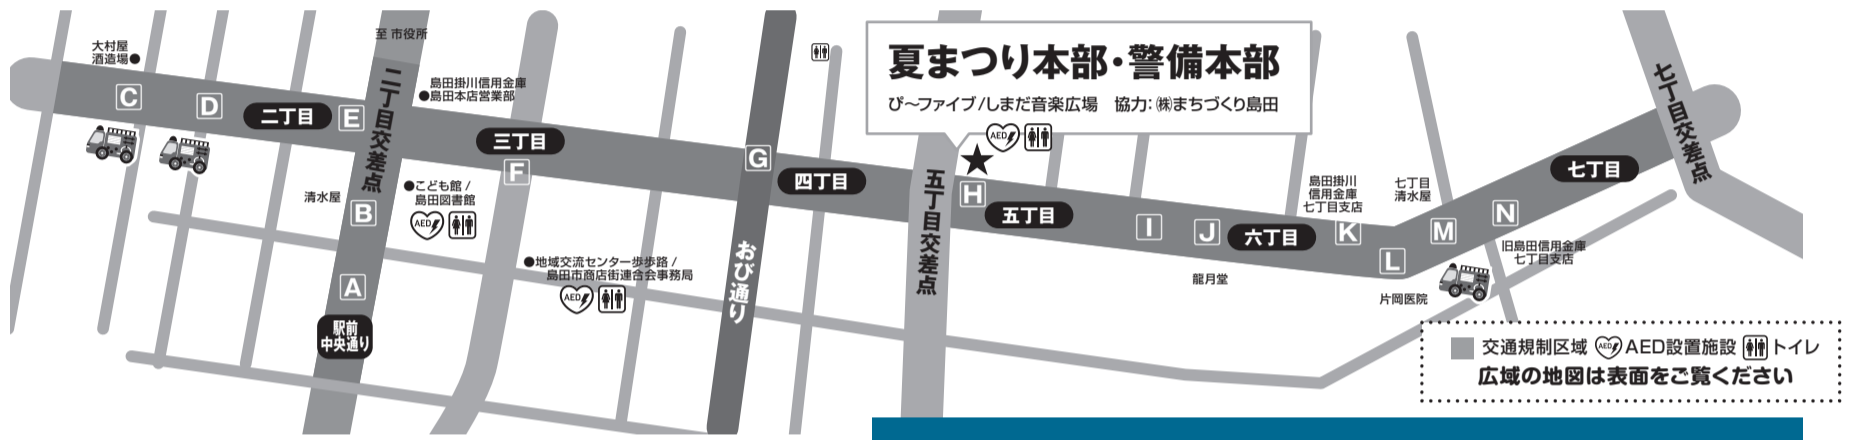 大村屋
酒造場●
C
D
二丁目
E
至 市役所
二丁目交差点
島田掛川信用金庫
●島田本店営業部
三丁目
F
清水屋
B
●こども館 /
島田図書館
AED
A
駅前
中央通り
●地域交流センター歩歩路 /
島田市商店街連合会事務局
AED
G
おび通り
四丁目
夏まつり本部・警備本部
ぴ~ファイブ/しまだ音楽広場 協力: ㈱まちづくり島田
AED
★
五丁目交差点
H
五丁目
I
J
六丁目
龍月堂
島田掛川
信用金庫
七丁目支店
K
L
片岡医院
七丁目
清水屋
M
N
旧島田信用金庫
七丁目支店
七丁目
七丁目交差点
交通規制区域 AED AED設置施設 トイレ
広域の地図は表面をご覧ください